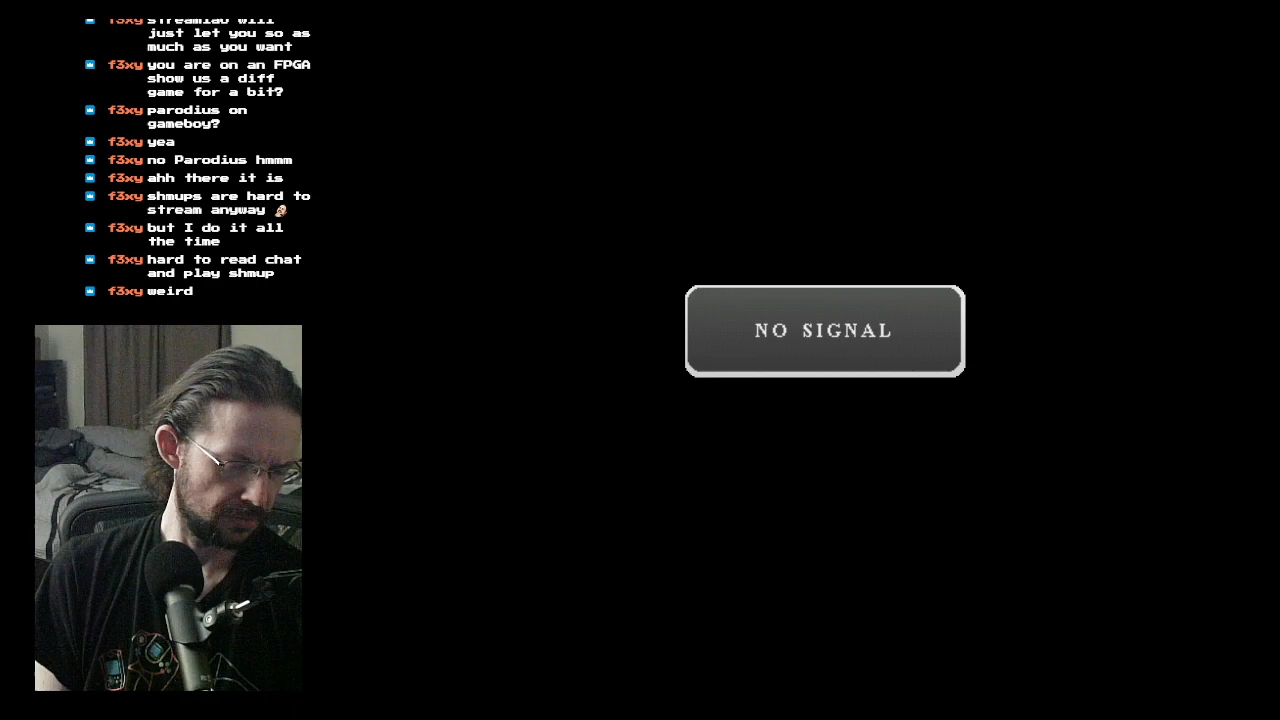 f3xy streamlab will
just let you so as
much as you want
f3xy you are on an FPGA
show us a diff
game for a bit?
f3xy parodius on
gameboy?
f3xy yea
f3xy no Parodius hmmm
f3xy ahh there it is
f3xy shmups are hard to
stream anyway
f3xy but I do it all
the time
f3xy hard to read chat
and play shmup
f3xy weird
NO SIGNAL